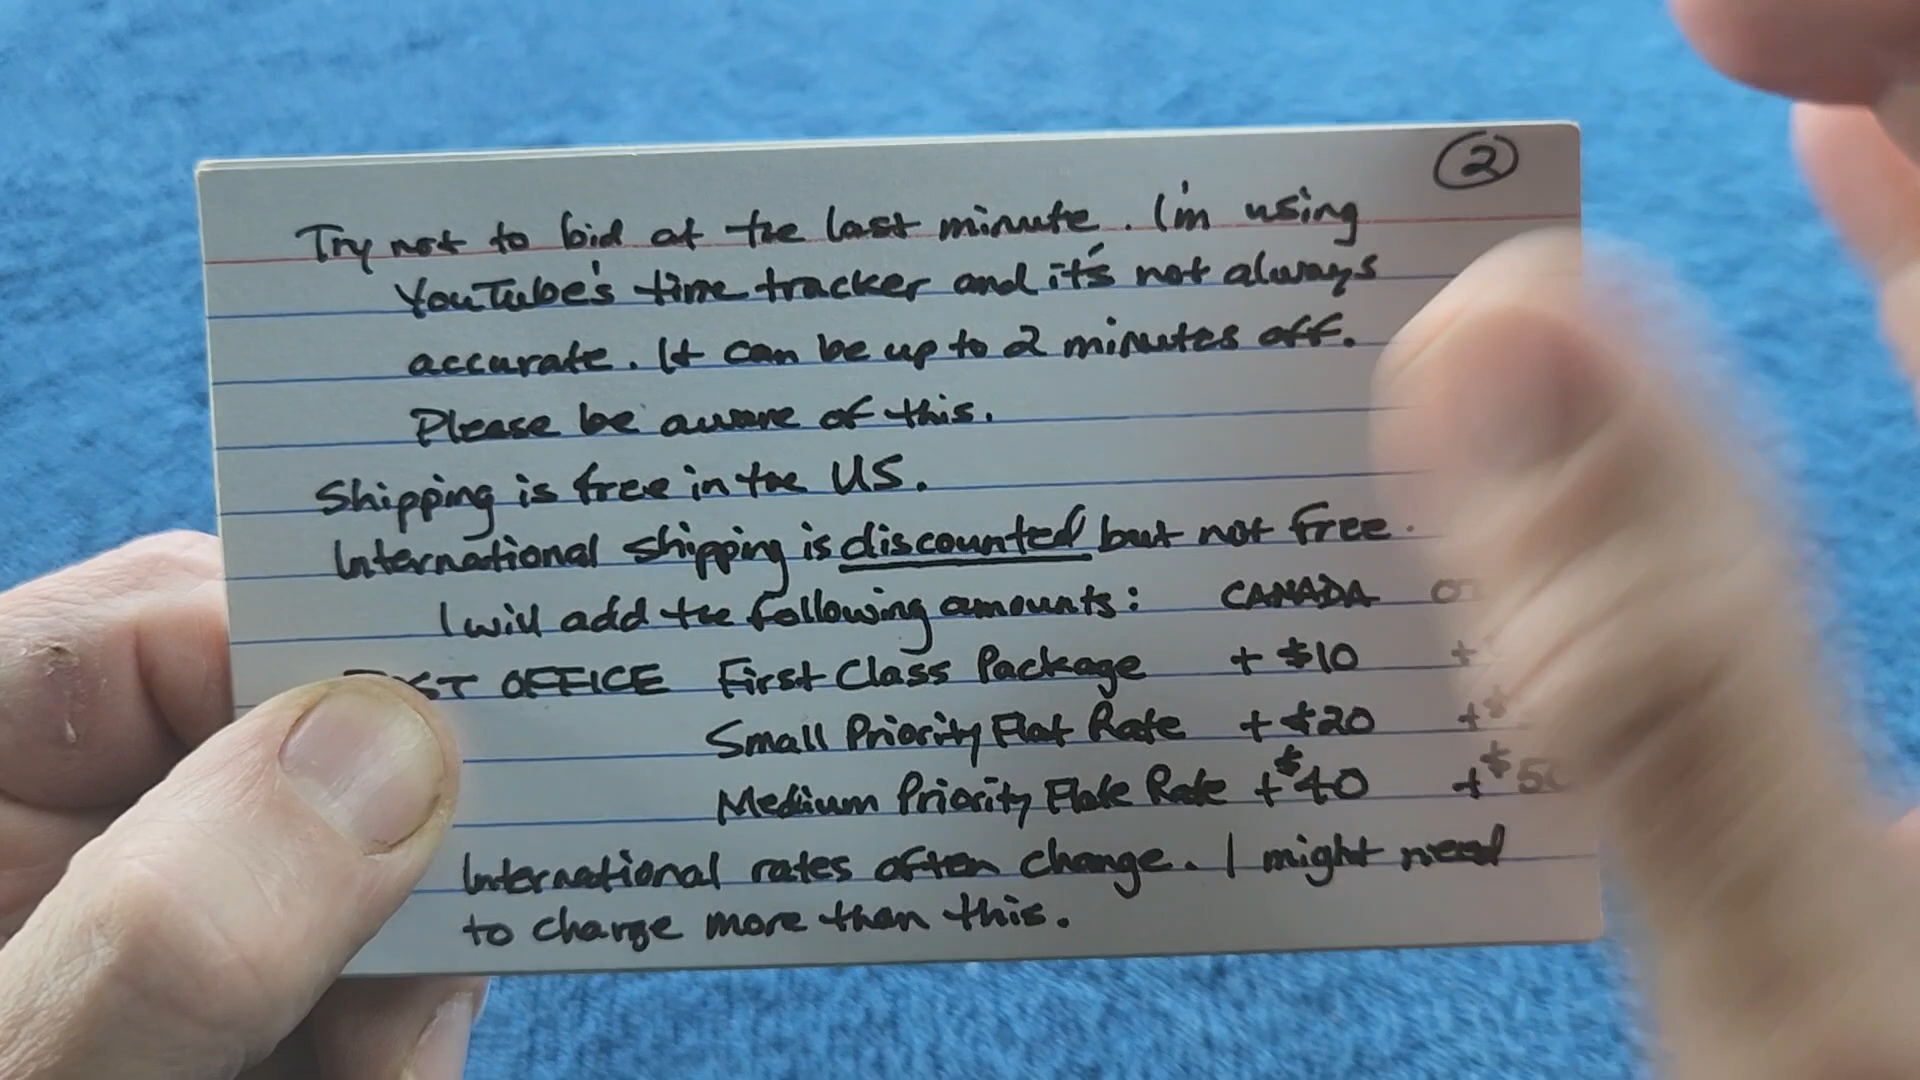 2
Try not to bid at the last minute. I'm using
YouTube's time tracker and it's not always
accurate. It can be up to 2 minutes off.
Please be aware of this.
Shipping is free in the US.
International shipping is discounted but not free.
I will add the following amounts: CANADA
OFFICE First Class Package + $10
Small Priority Flat Rate + $20
Medium Priority Flate Rate + $40
International rates often change. I might need
to charge more than this.